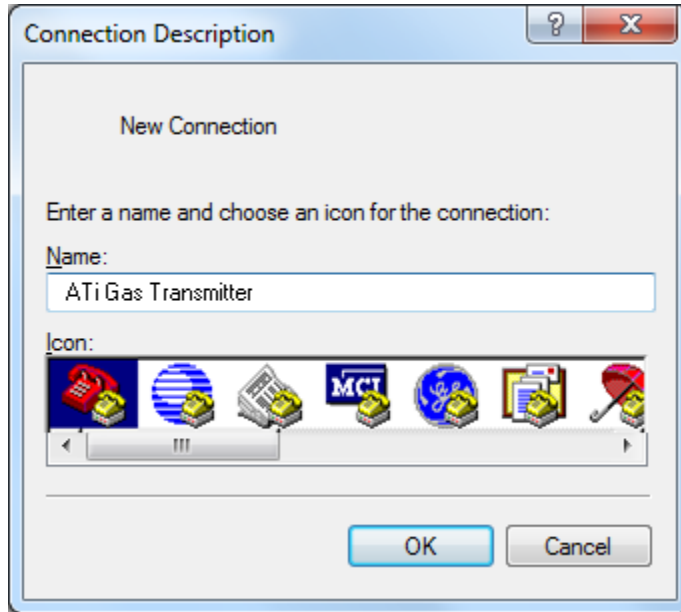 Connection Description
New Connection
Enter a name and choose an icon for the connection:
Name:
ATi Gas Transmitter
Icon:
MCI
OK Cancel